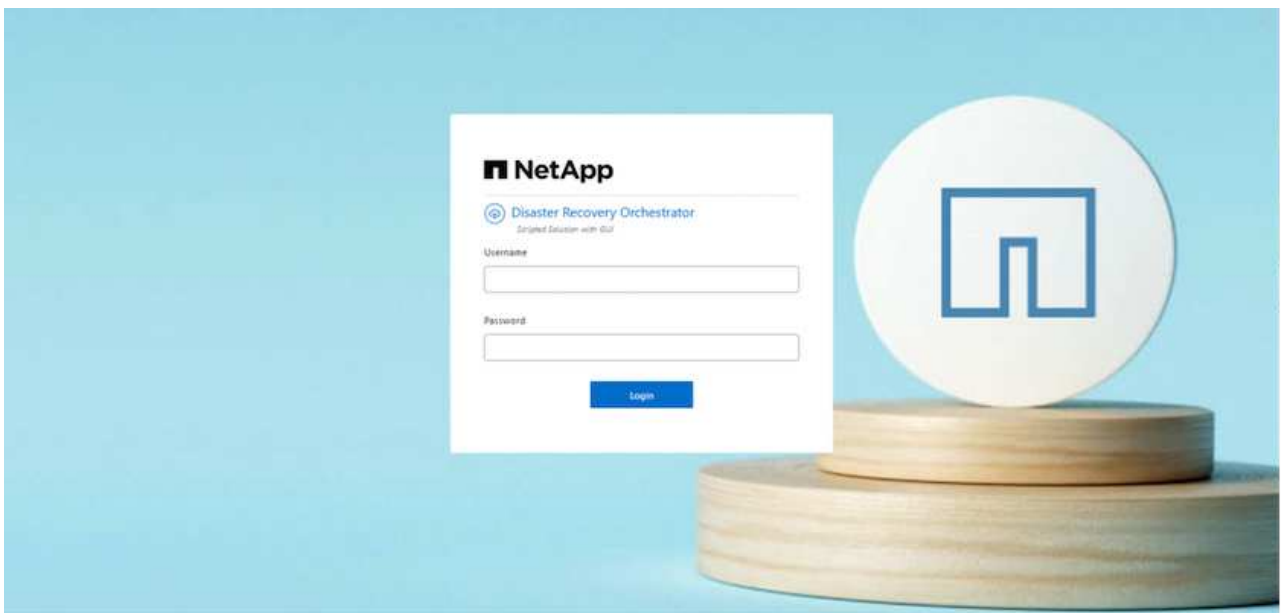 NetApp
Disaster Recovery Orchestrator
Scripted Solution with GUI
Username
Password
Login